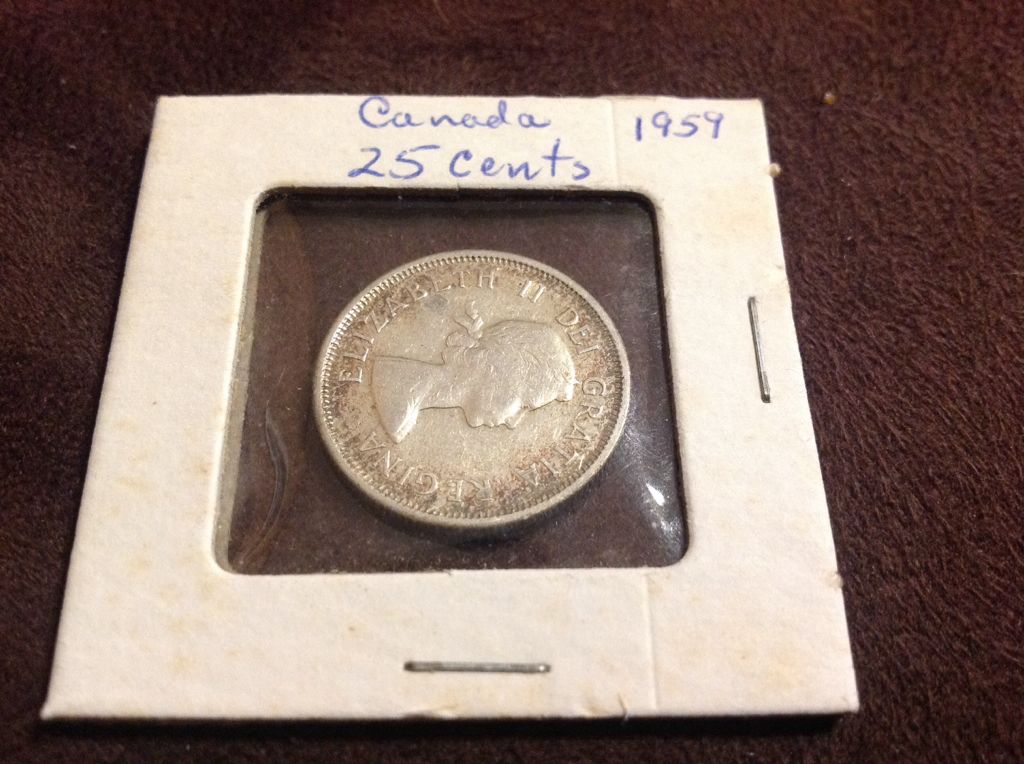 Canada 1959
25 cents
ELIZABETH II DEI GRATIA REGINA